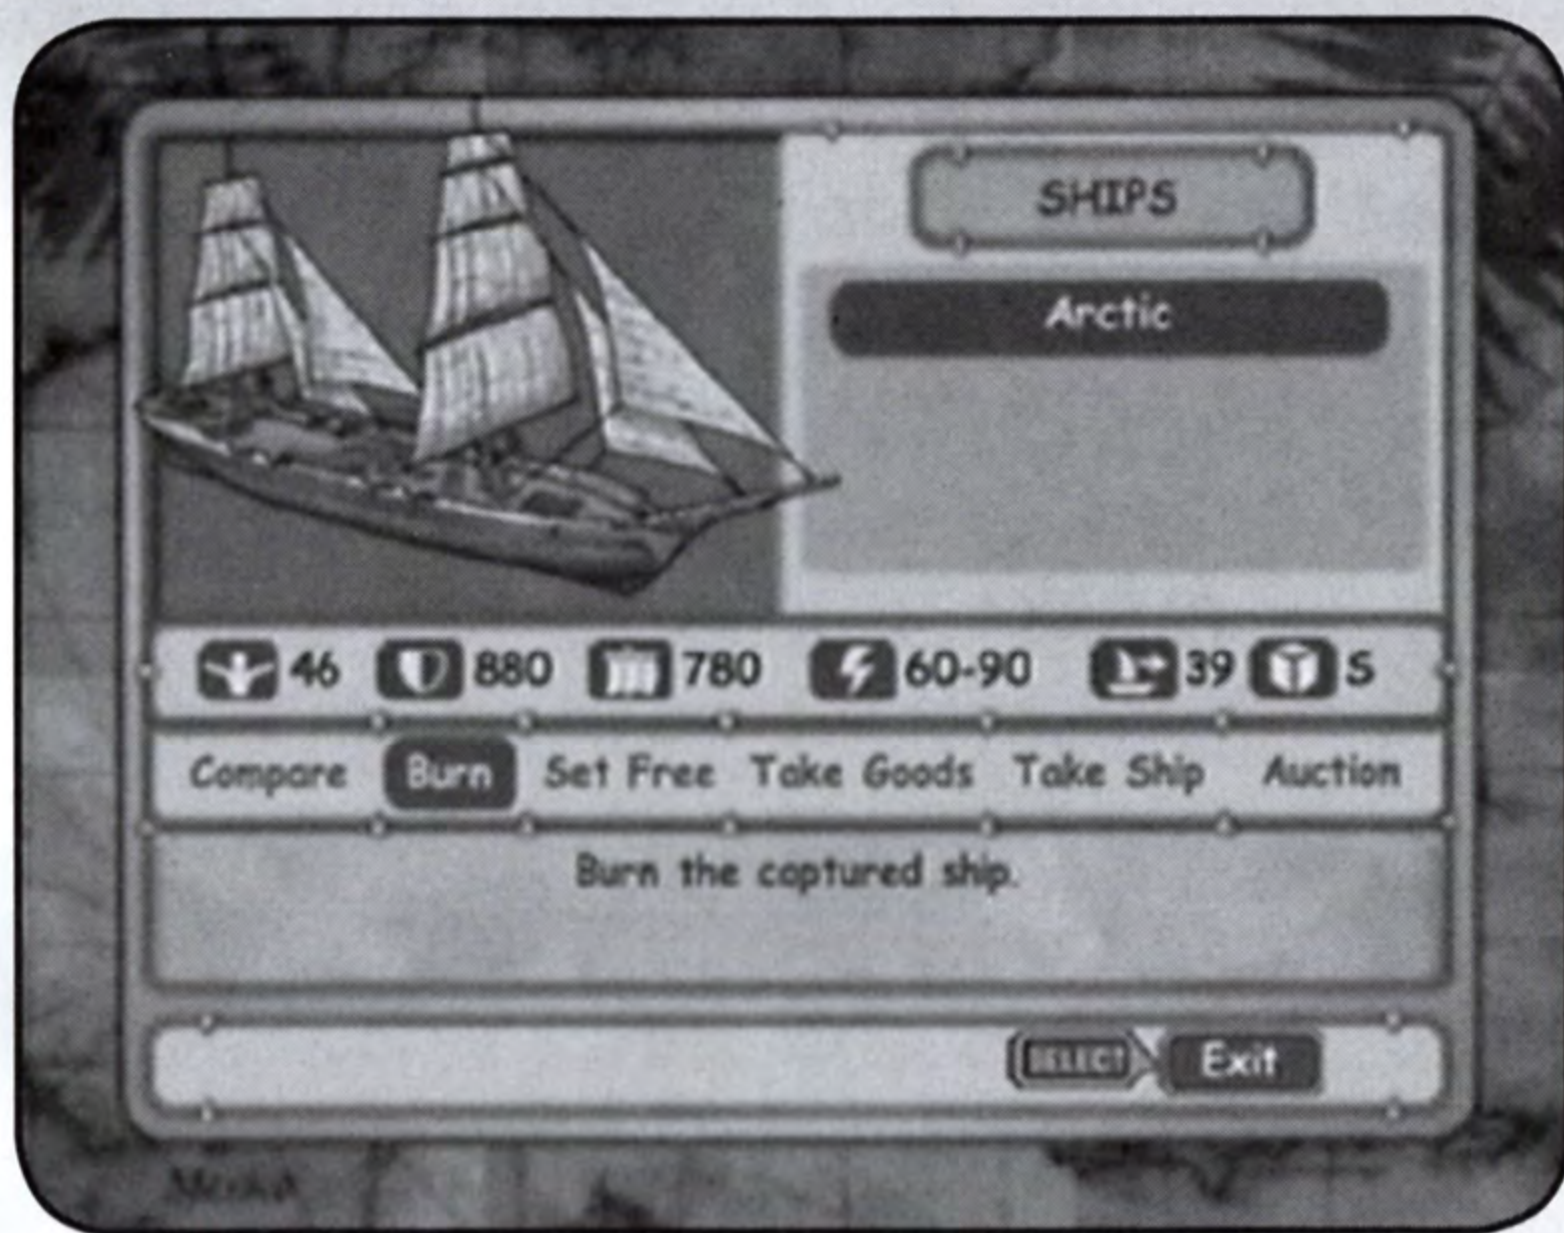 SHIPS
Arctic
46 880 780 60-90 39 5
Compare Burn Set Free Take Goods Take Ship Auction
Burn the captured ship.
SELECT Exit